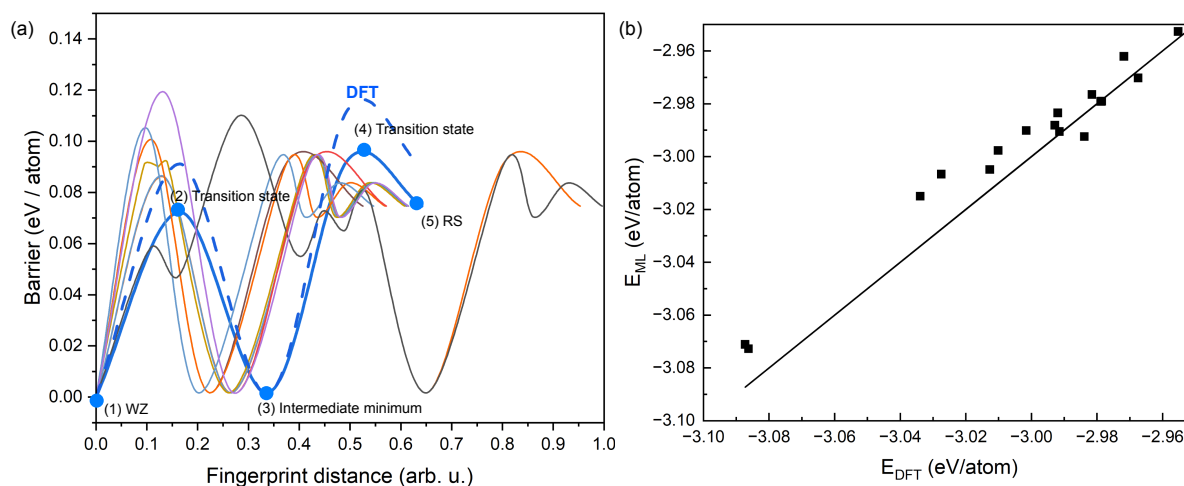 (a)
0.14
0.12
0.10
0.08
0.06
0.04
0.02
0.00
Barrier (eV/ atom)
DFT
(4) Transition state
(2) Transition state
(5) RS
(1) WZ
(3) Intermediate minimum
0.0 0.1 0.2 0.3 0.4 0.5 0.6 0.7 0.8 0.9 1.0
Fingerprint distance (arb. u.)
(b)
−2.96
−2.98
−3.00
−3.02
−3.04
−3.06
−3.08
−3.10
E_ML (eV/atom)
−3.10 −3.08 −3.06 −3.04 −3.02 −3.00 −2.98 −2.96
E_DFT (eV/atom)